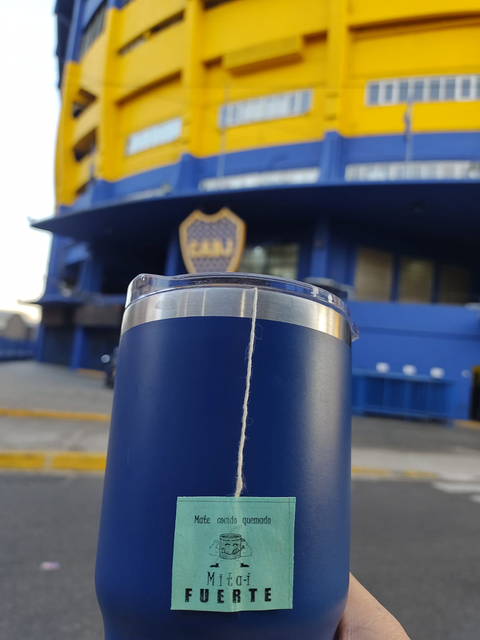 CABJ
Mate cocido quemado
Mita-í
FUERTE